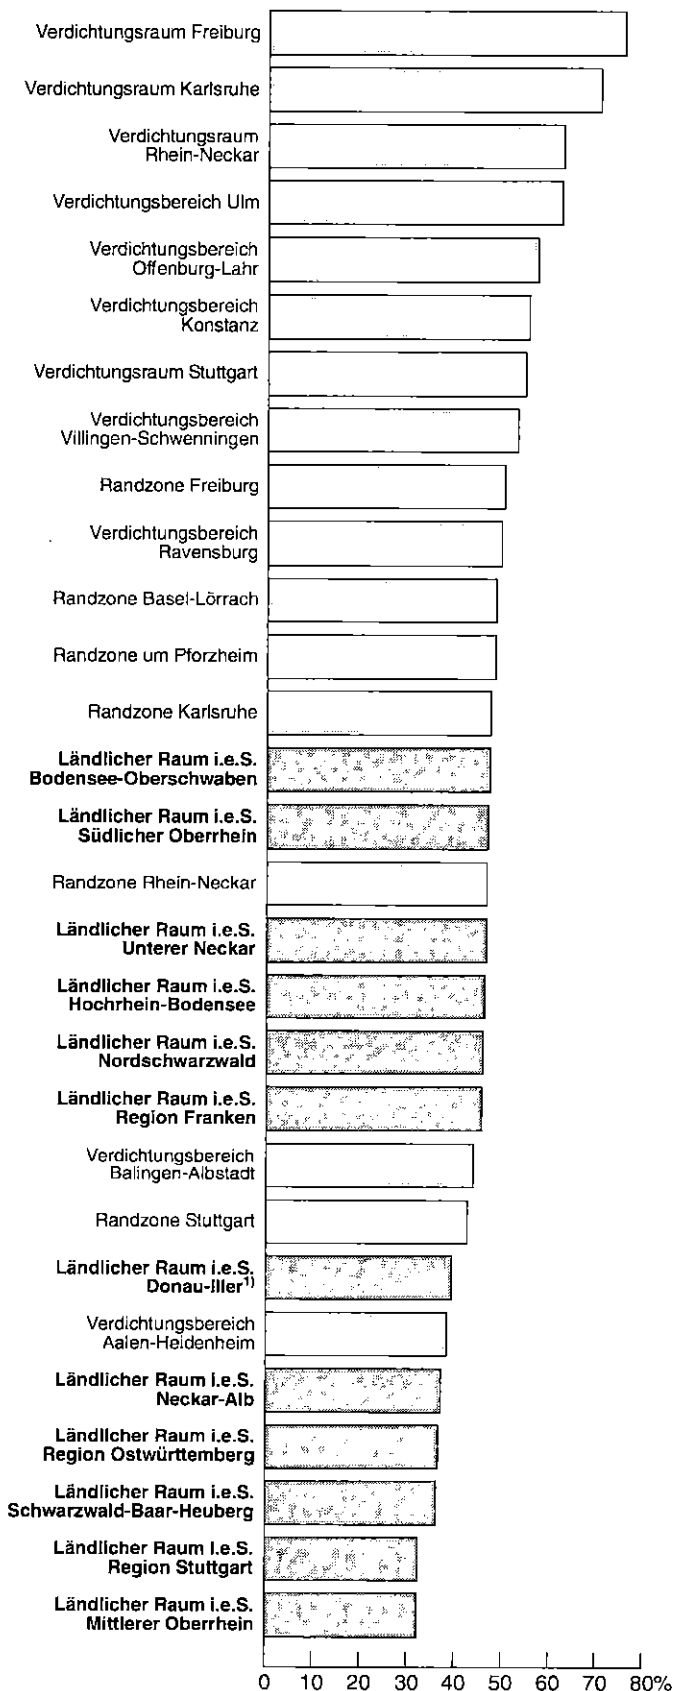 Verdichtungsraum Freiburg
Verdichtungsraum Karlsruhe
Verdichtungsraum
Rhein-Neckar
Verdichtungsbereich Ulm
Verdichtungsbereich
Offenburg-Lahr
Verdichtungsbereich
Konstanz
Verdichtungsraum Stuttgart
Verdichtungsbereich
Villingen-Schwenningen
Randzone Freiburg
Verdichtungsbereich
Ravensburg
Randzone Basel-Lörrach
Randzone um Pforzheim
Randzone Karlsruhe
Ländlicher Raum i.e.S.
Bodensee-Oberschwaben
Ländlicher Raum i.e.S.
Südlicher Oberrhein
Randzone Rhein-Neckar
Ländlicher Raum i.e.S.
Unterer Neckar
Ländlicher Raum i.e.S.
Hochrhein-Bodensee
Ländlicher Raum i.e.S.
Nordschwarzwald
Ländlicher Raum i.e.S.
Region Franken
Verdichtungsbereich
Balingen-Albstadt
Randzone Stuttgart
Ländlicher Raum i.e.S.
Donau-Iller¹⁾
Verdichtungsbereich
Aalen-Heidenheim
Ländlicher Raum i.e.S.
Neckar-Alb
Ländlicher Raum i.e.S.
Region Ostwürttemberg
Ländlicher Raum i.e.S.
Schwarzwald-Baar-Heuberg
Ländlicher Raum i.e.S.
Region Stuttgart
Ländlicher Raum i.e.S.
Mittlerer Oberrhein
0 10 20 30 40 50 60 70 80%